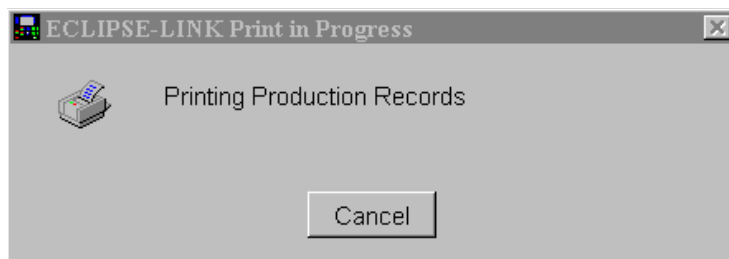 ECLIPSE-LINK Print in Progress
Printing Production Records
Cancel